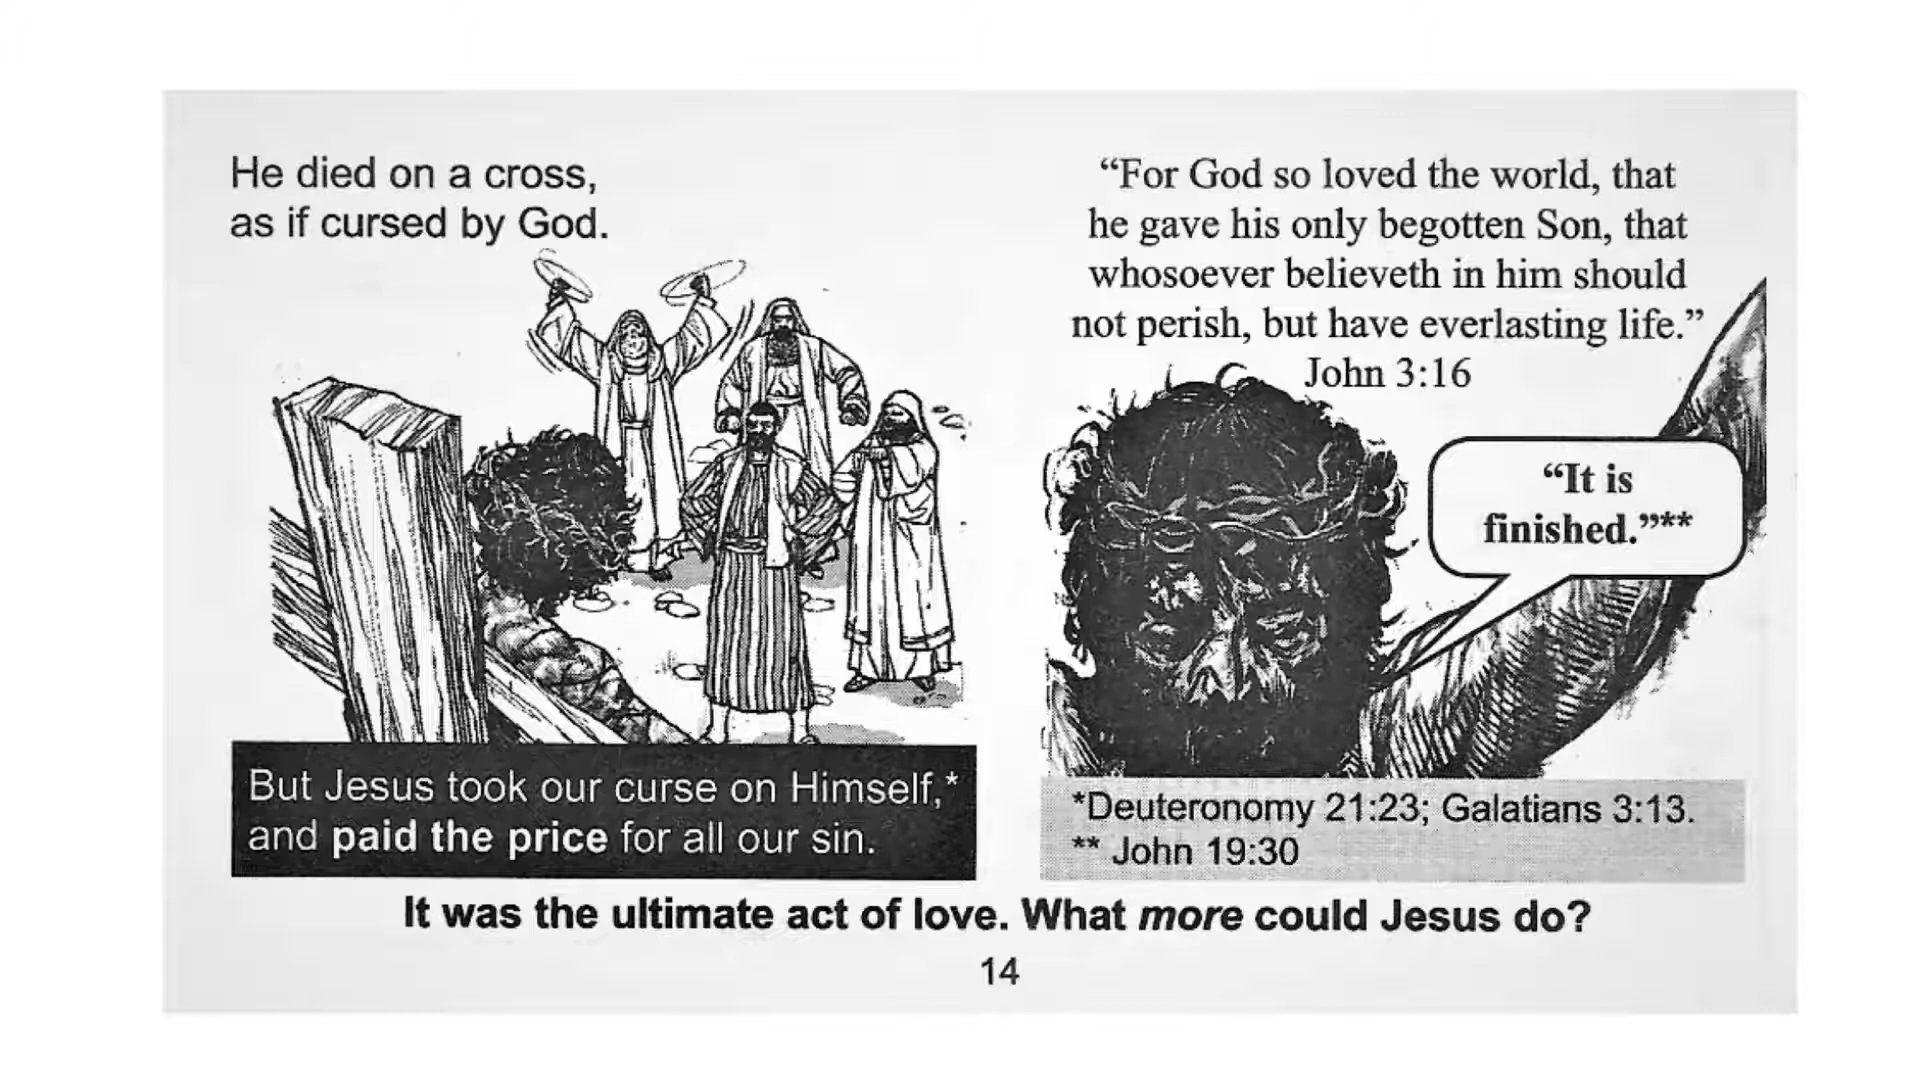 He died on a cross,
as if cursed by God.
But Jesus took our curse on Himself,*
and paid the price for all our sin.
“For God so loved the world, that
he gave his only begotten Son, that
whosoever believeth in him should
not perish, but have everlasting life.”
John 3:16
“It is
finished.”**
*Deuteronomy 21:23; Galatians 3:13.
** John 19:30
It was the ultimate act of love. What more could Jesus do?
14